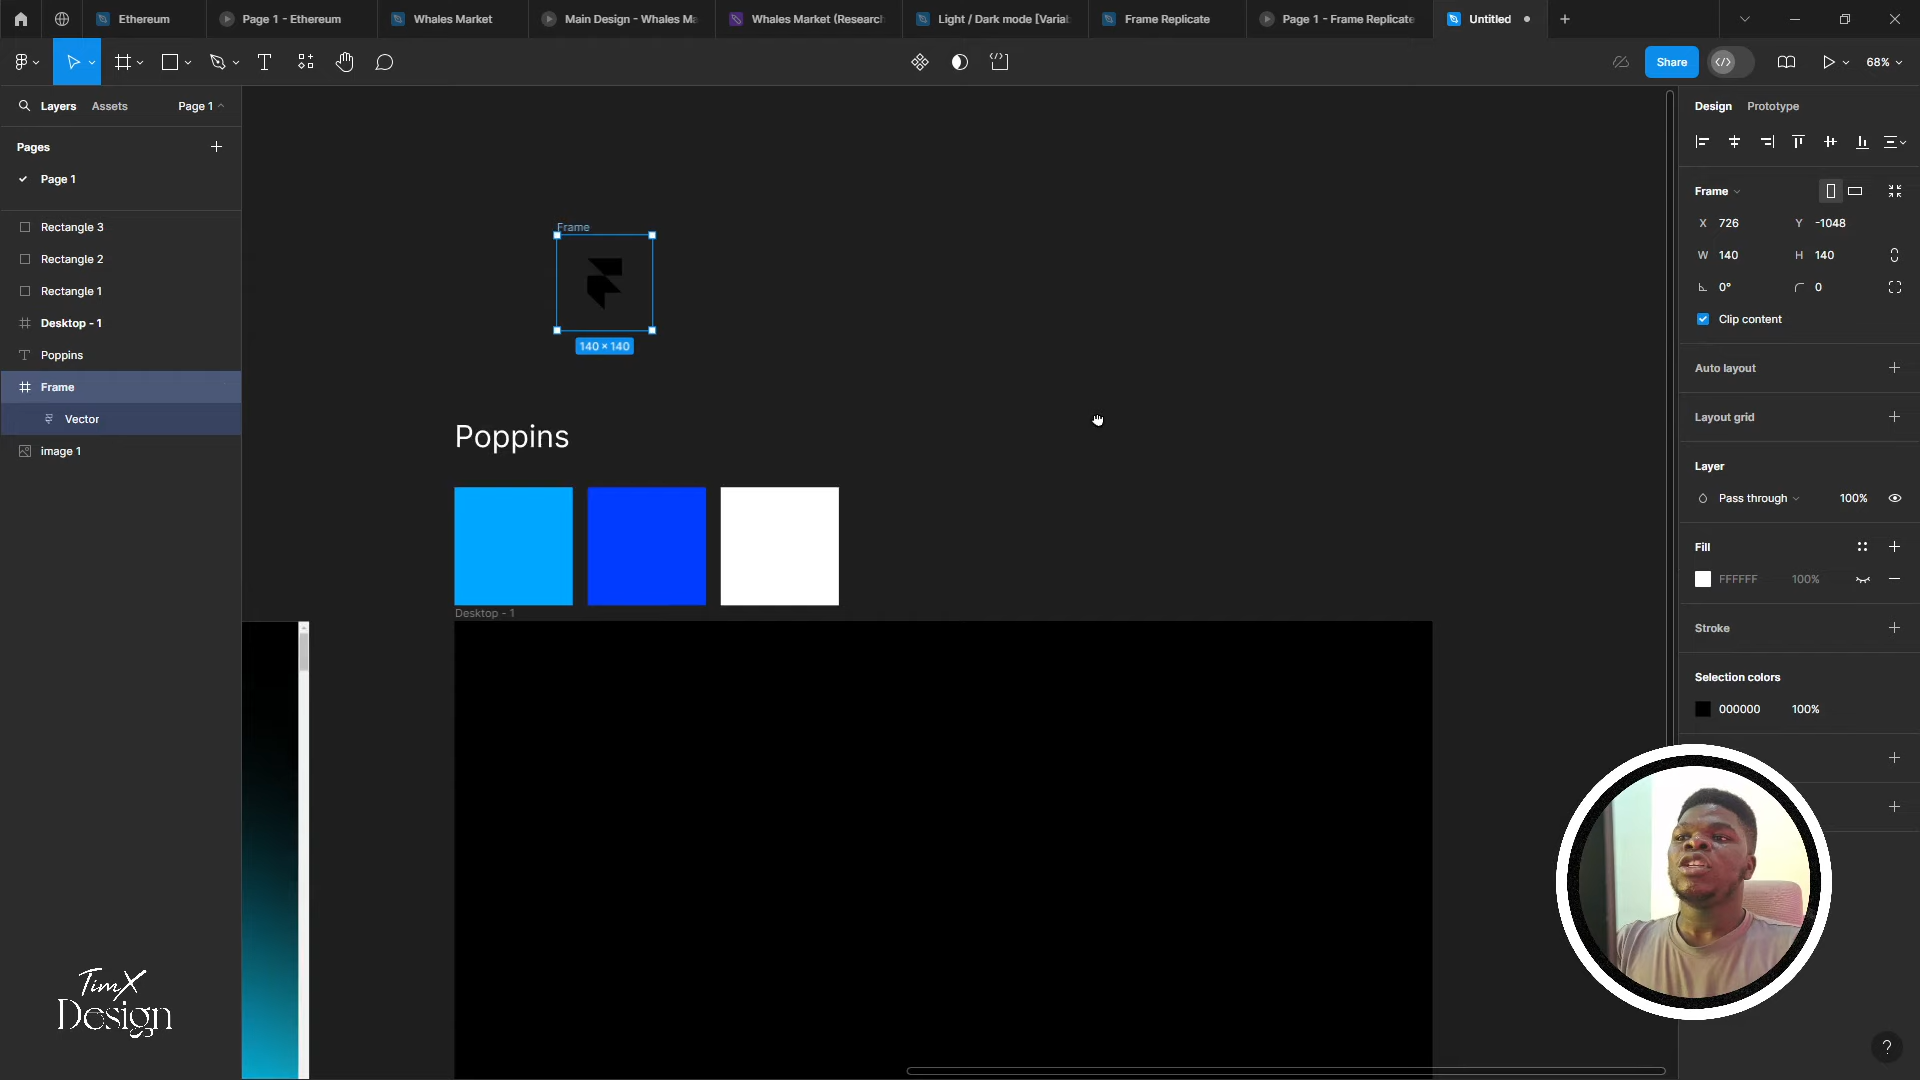 Ethereum
Page 1 - Ethereum
Whales Market
Main Design - Whales Ma
Whales Market (Research
Light / Dark mode [Variab
Frame Replicate
Page 1 - Frame Replicate
Untitled
Share
68%
Layers
Assets
Page 1
Pages
Page 1
Rectangle 3
Rectangle 2
Rectangle 1
Desktop - 1
Poppins
Frame
Vector
image 1
Frame
140 × 140
Poppins
Desktop - 1
Design
Prototype
Frame
X 726
Y -1048
W 140
H 140
0°
0
Clip content
Auto layout
Layout grid
Layer
Pass through
100%
Fill
FFFFFF
100%
Stroke
Selection colors
000000
100%
TimX
Design
?